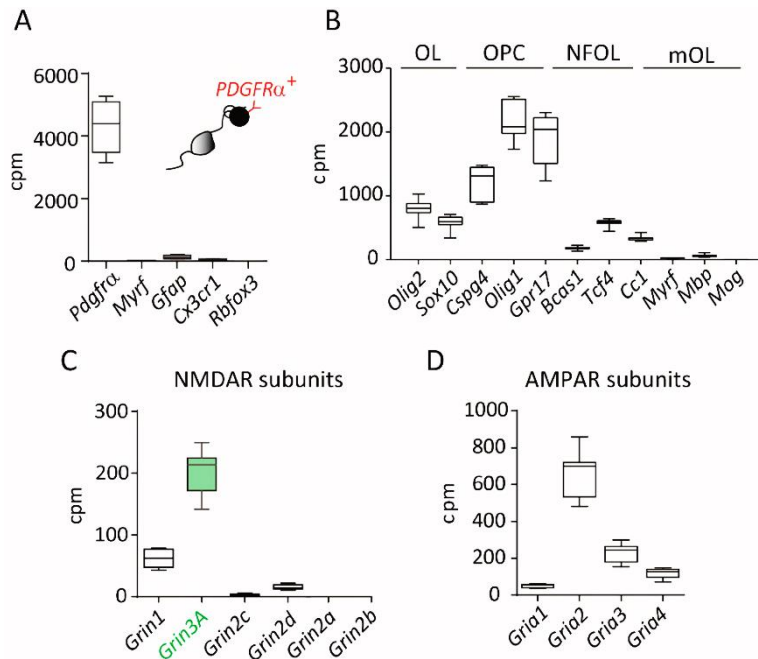 A
6000
4000
2000
0
cpm
PDGFRα+
Pdgfrα
Myrf
Gfap
Cx3cr1
Rbfox3
B
OL OPC NFOL mOL
3000
2000
1000
0
cpm
Olig2
Sox10
Cspg4
Olig1
Gpr17
Bcas1
Tcf4
Cc1
Myrf
Mbp
Mog
C
NMDAR subunits
300
200
100
0
cpm
Grin1
Grin3A
Grin2c
Grin2d
Grin2a
Grin2b
D
AMPAR subunits
1000
800
600
400
200
0
cpm
Gria1
Gria2
Gria3
Gria4